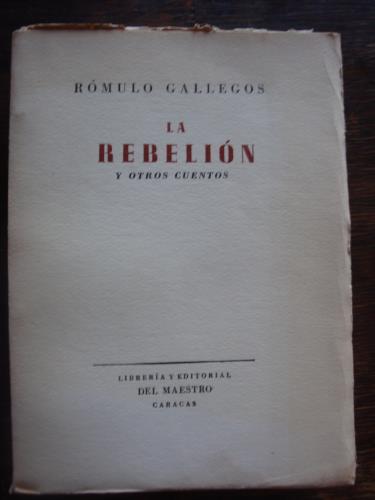 RÓMULO GALLEGOS
LA
REBELIÓN
Y OTROS CUENTOS
LIBRERÍA Y EDITORIAL
DEL MAESTRO
CARACAS